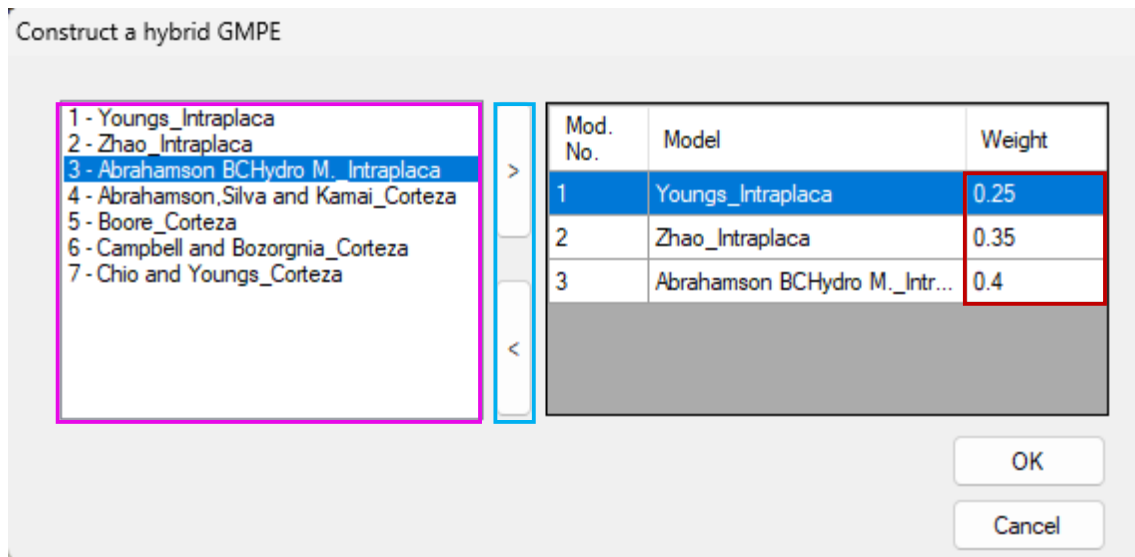 Construct a hybrid GMPE
1 - Youngs_Intraplaca
2 - Zhao_Intraplaca
3 - Abrahamson BCHydro M._Intraplaca
4 - Abrahamson,Silva and Kamai_Corteza
5 - Boore_Corteza
6 - Campbell and Bozorgnia_Corteza
7 - Chio and Youngs_Corteza
>
<
Mod. No. Model Weight
1 Youngs_Intraplaca 0.25
2 Zhao_Intraplaca 0.35
3 Abrahamson BCHydro M._Intr... 0.4
OK
Cancel